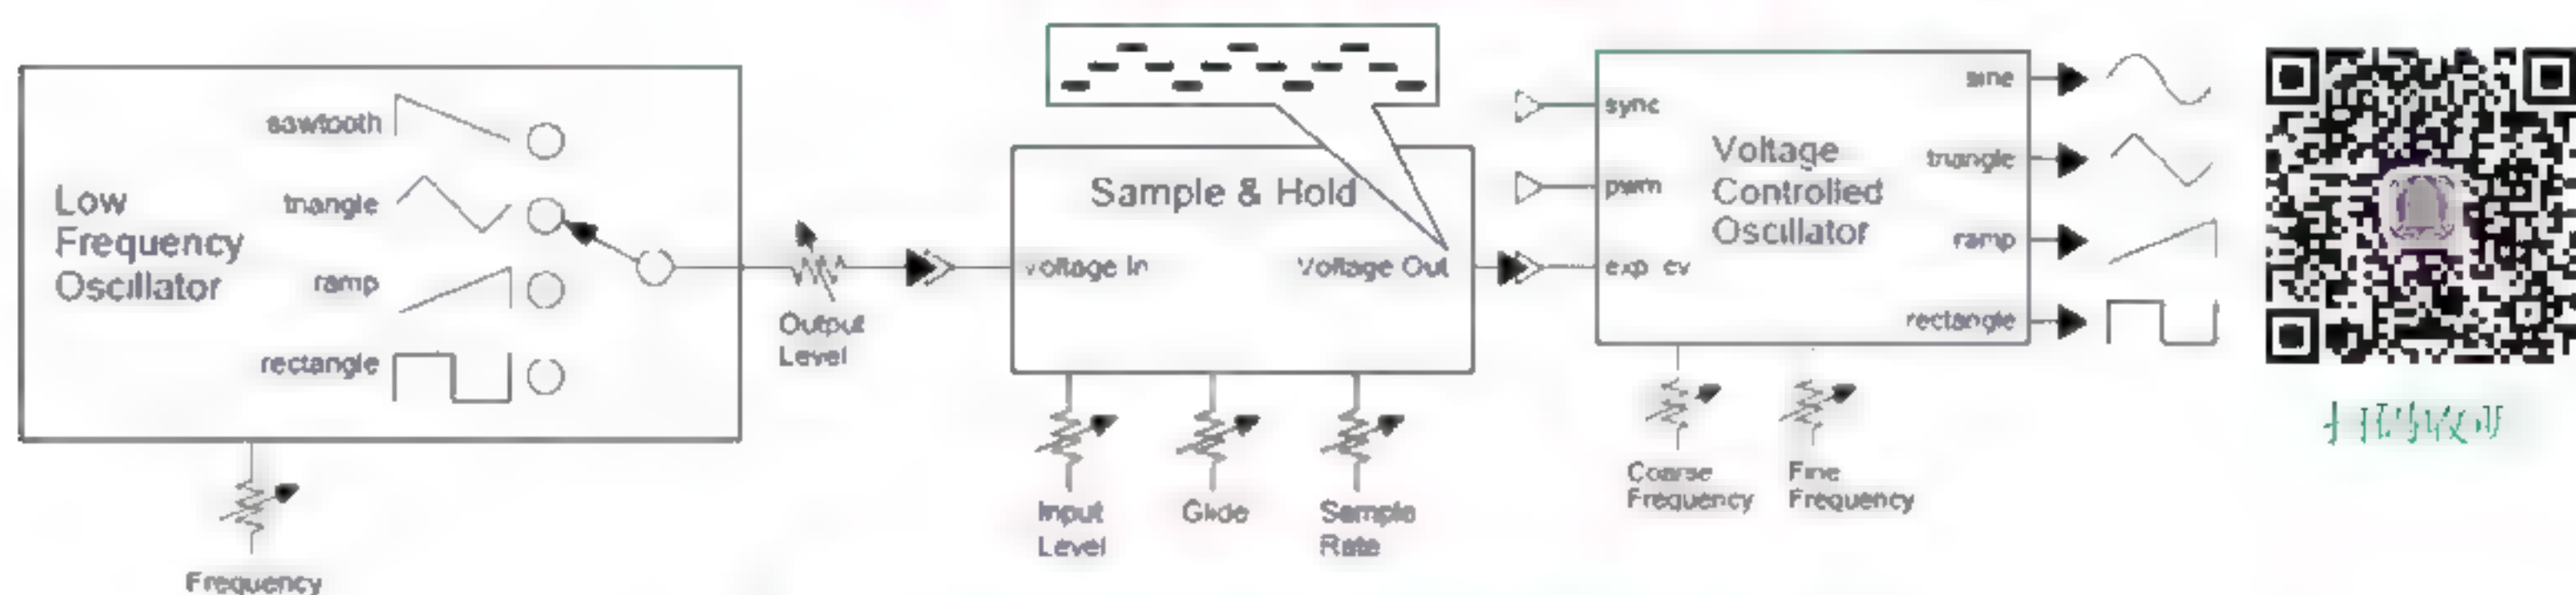 sawtooth
Low
Frequency
Oscillator
triangle
ramp
rectangle
Frequency
Output
Level
Sample & Hold
Voltage In
Voltage Out
Input
Level
Glide
Sample
Rate
sync
pwm
exp cv
Voltage
Controlled
Oscillator
sine
triangle
ramp
rectangle
Coarse
Frequency
Fine
Frequency